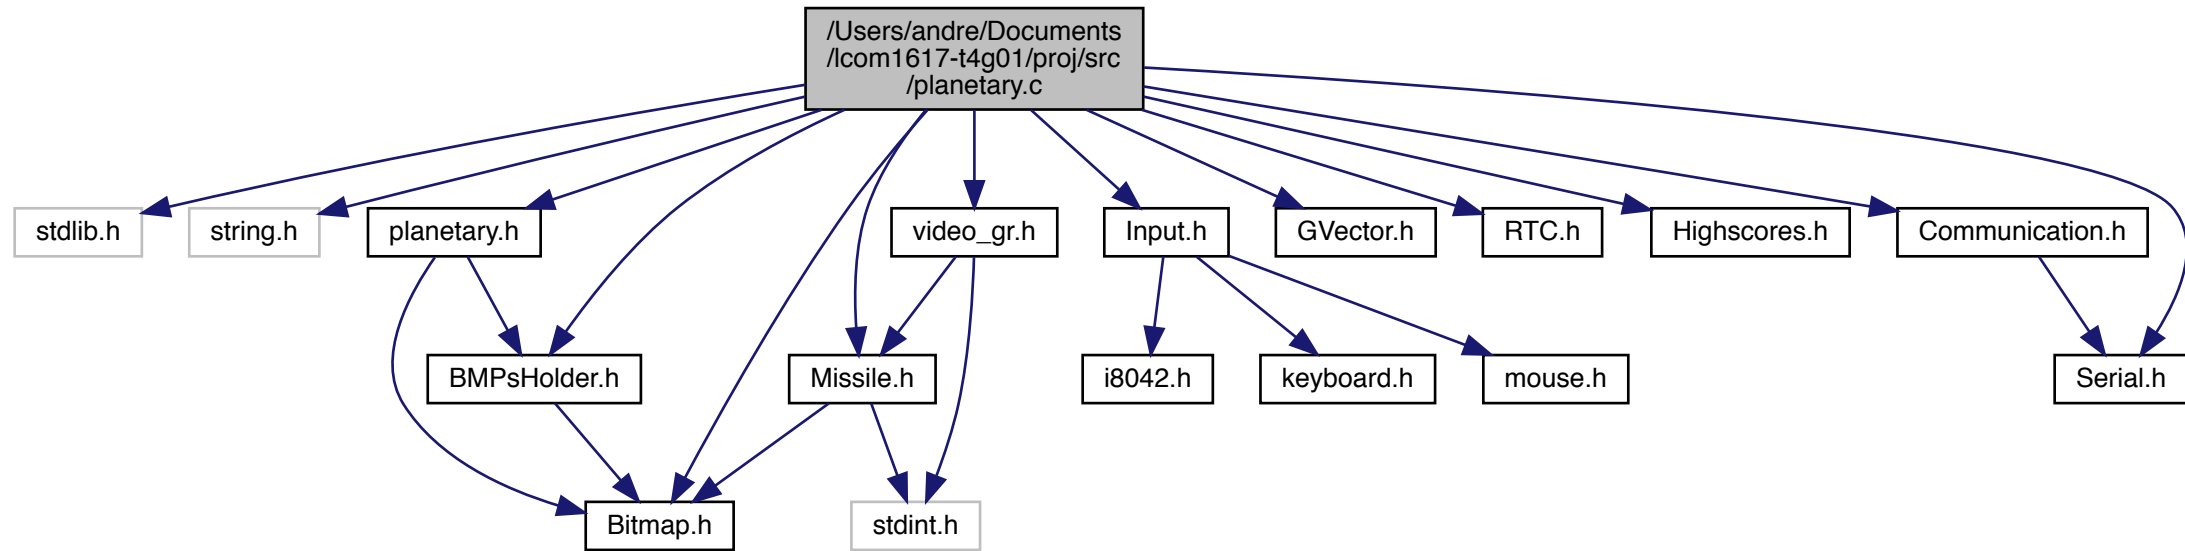 /Users/andre/Documents
/lcom1617-t4g01/proj/src
/planetary.c
stdlib.h
string.h
planetary.h
video_gr.h
Input.h
GVector.h
RTC.h
Highscores.h
Communication.h
BMPsHolder.h
Missile.h
i8042.h
keyboard.h
mouse.h
Serial.h
Bitmap.h
stdint.h